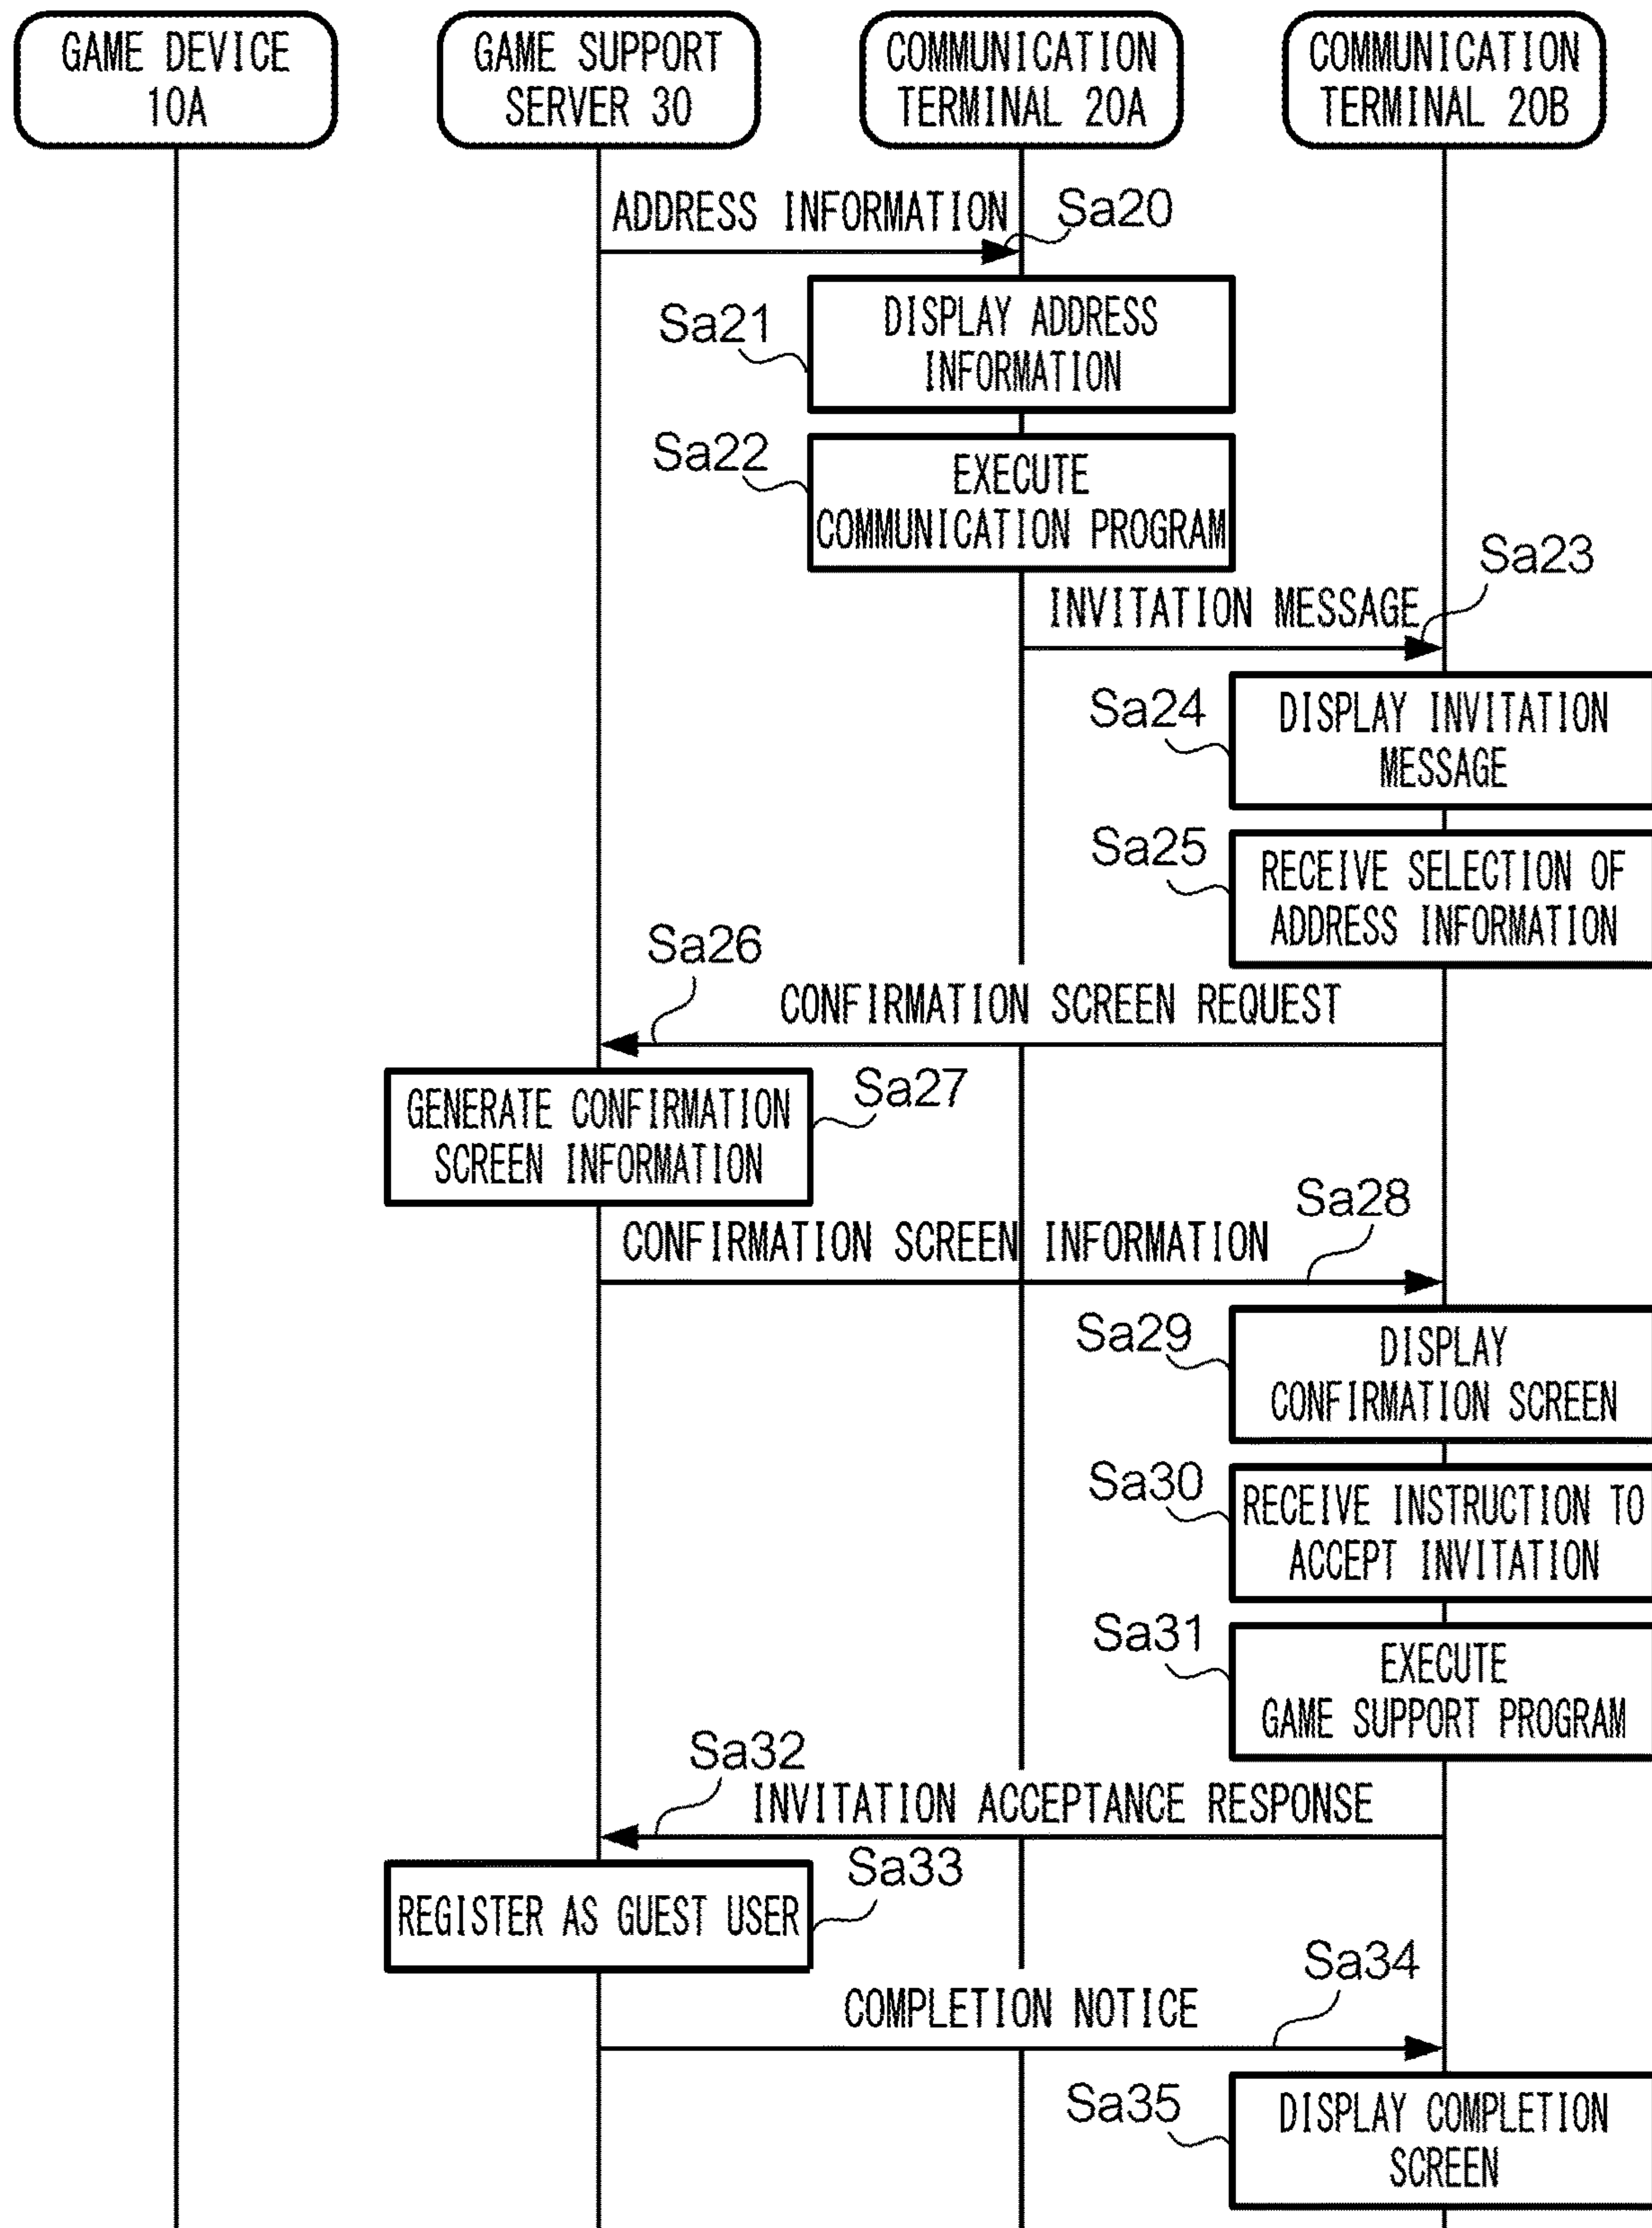 GAME DEVICE
10A
GAME SUPPORT
SERVER 30
COMMUNICATION
TERMINAL 20A
COMMUNICATION
TERMINAL 20B
ADDRESS INFORMATION
Sa20
Sa21
DISPLAY ADDRESS
INFORMATION
Sa22
EXECUTE
COMMUNICATION PROGRAM
Sa23
INVITATION MESSAGE
Sa24
DISPLAY INVITATION
MESSAGE
Sa25
RECEIVE SELECTION OF
ADDRESS INFORMATION
Sa26
CONFIRMATION SCREEN REQUEST
GENERATE CONFIRMATION
SCREEN INFORMATION
Sa27
Sa28
CONFIRMATION SCREEN INFORMATION
Sa29
DISPLAY
CONFIRMATION SCREEN
Sa30
RECEIVE INSTRUCTION TO
ACCEPT INVITATION
Sa31
EXECUTE
GAME SUPPORT PROGRAM
Sa32
INVITATION ACCEPTANCE RESPONSE
Sa33
REGISTER AS GUEST USER
Sa34
COMPLETION NOTICE
Sa35
DISPLAY COMPLETION
SCREEN